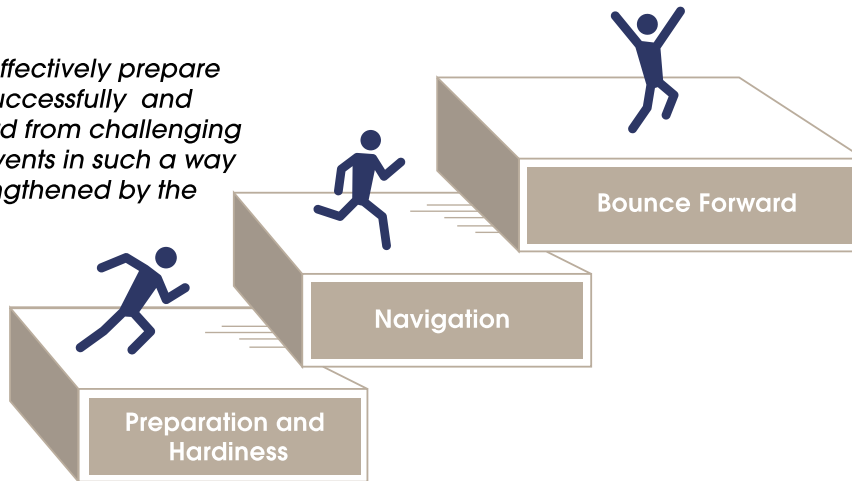 ffectively prepare
uccessfully and
d from challenging
vents in such a way
ngthened by the
Bounce Forward
Navigation
Preparation and
Hardiness